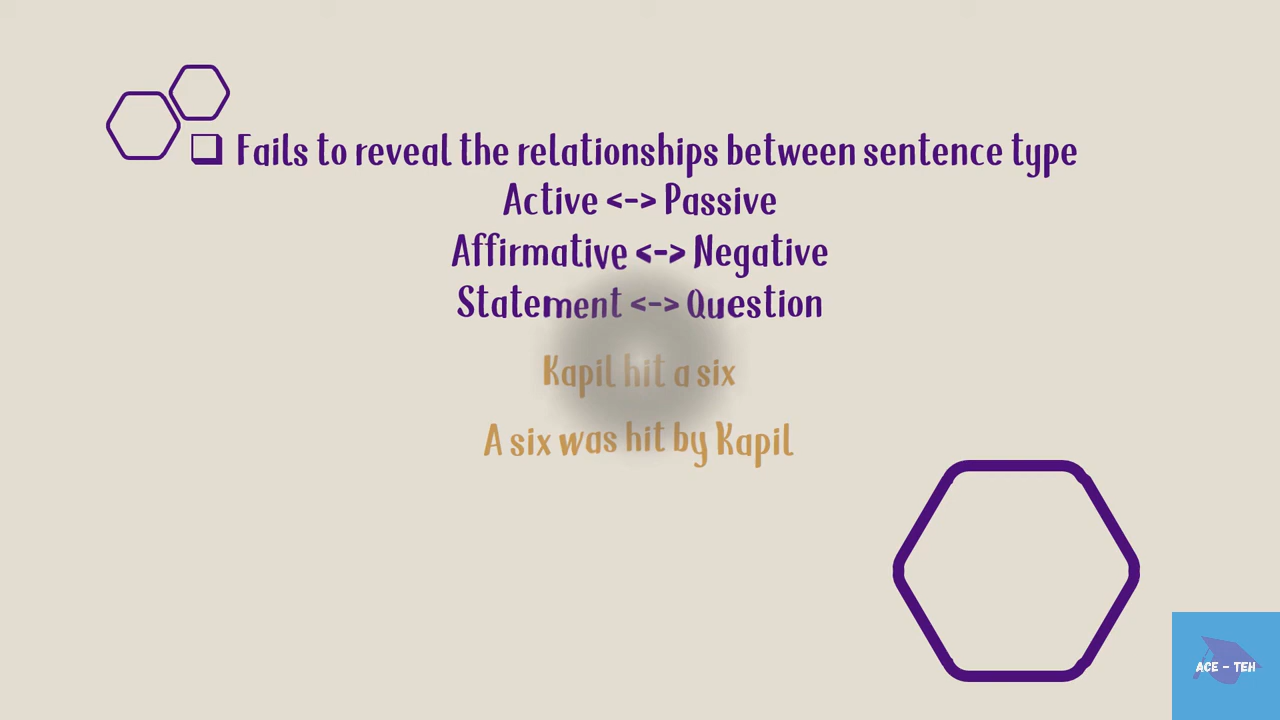 Fails to reveal the relationships between sentence type
Active <-> Passive
Affirmative <-> Negative
Statement <-> Question
Kapil hit a six
A six was hit by Kapil
ACE - TEH